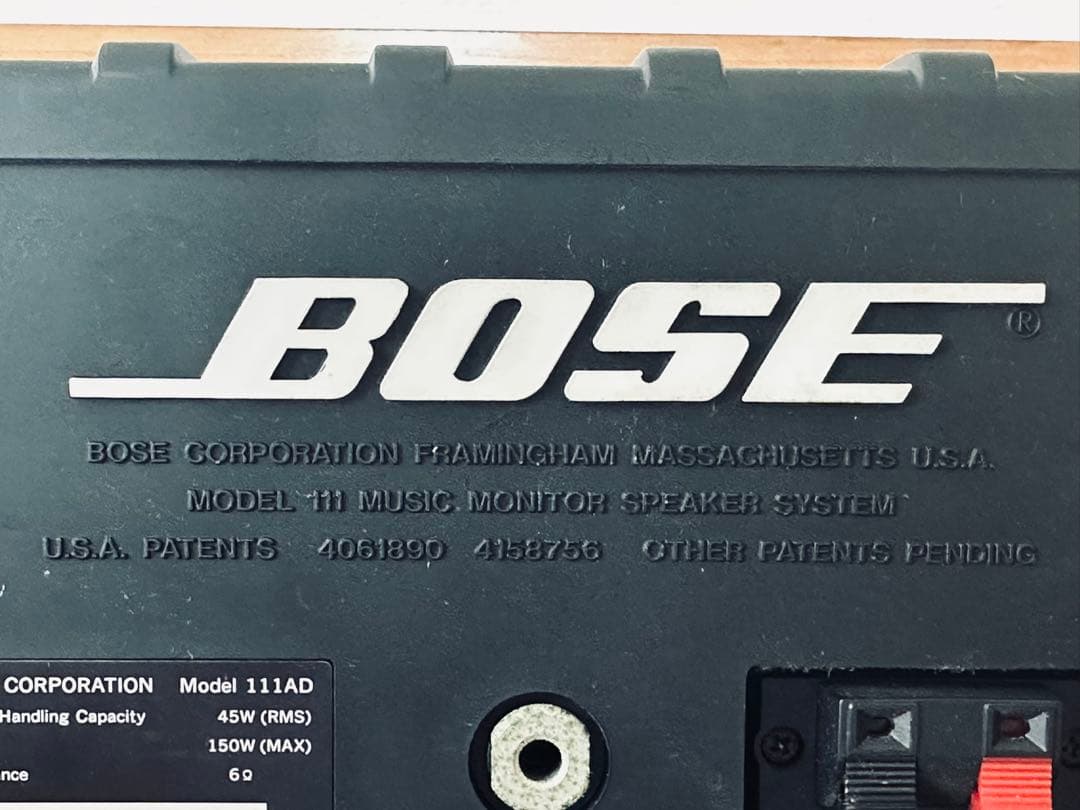 BOSE ®
BOSE CORPORATION FRAMINGHAM MASSACHUSETTS U.S.A.
MODEL 111 MUSIC MONITOR SPEAKER SYSTEM
U.S.A. PATENTS 4061890 4158756 OTHER PATENTS PENDING
CORPORATION Model 111AD
Handling Capacity 45W (RMS)
150W (MAX)
nce 6Ω